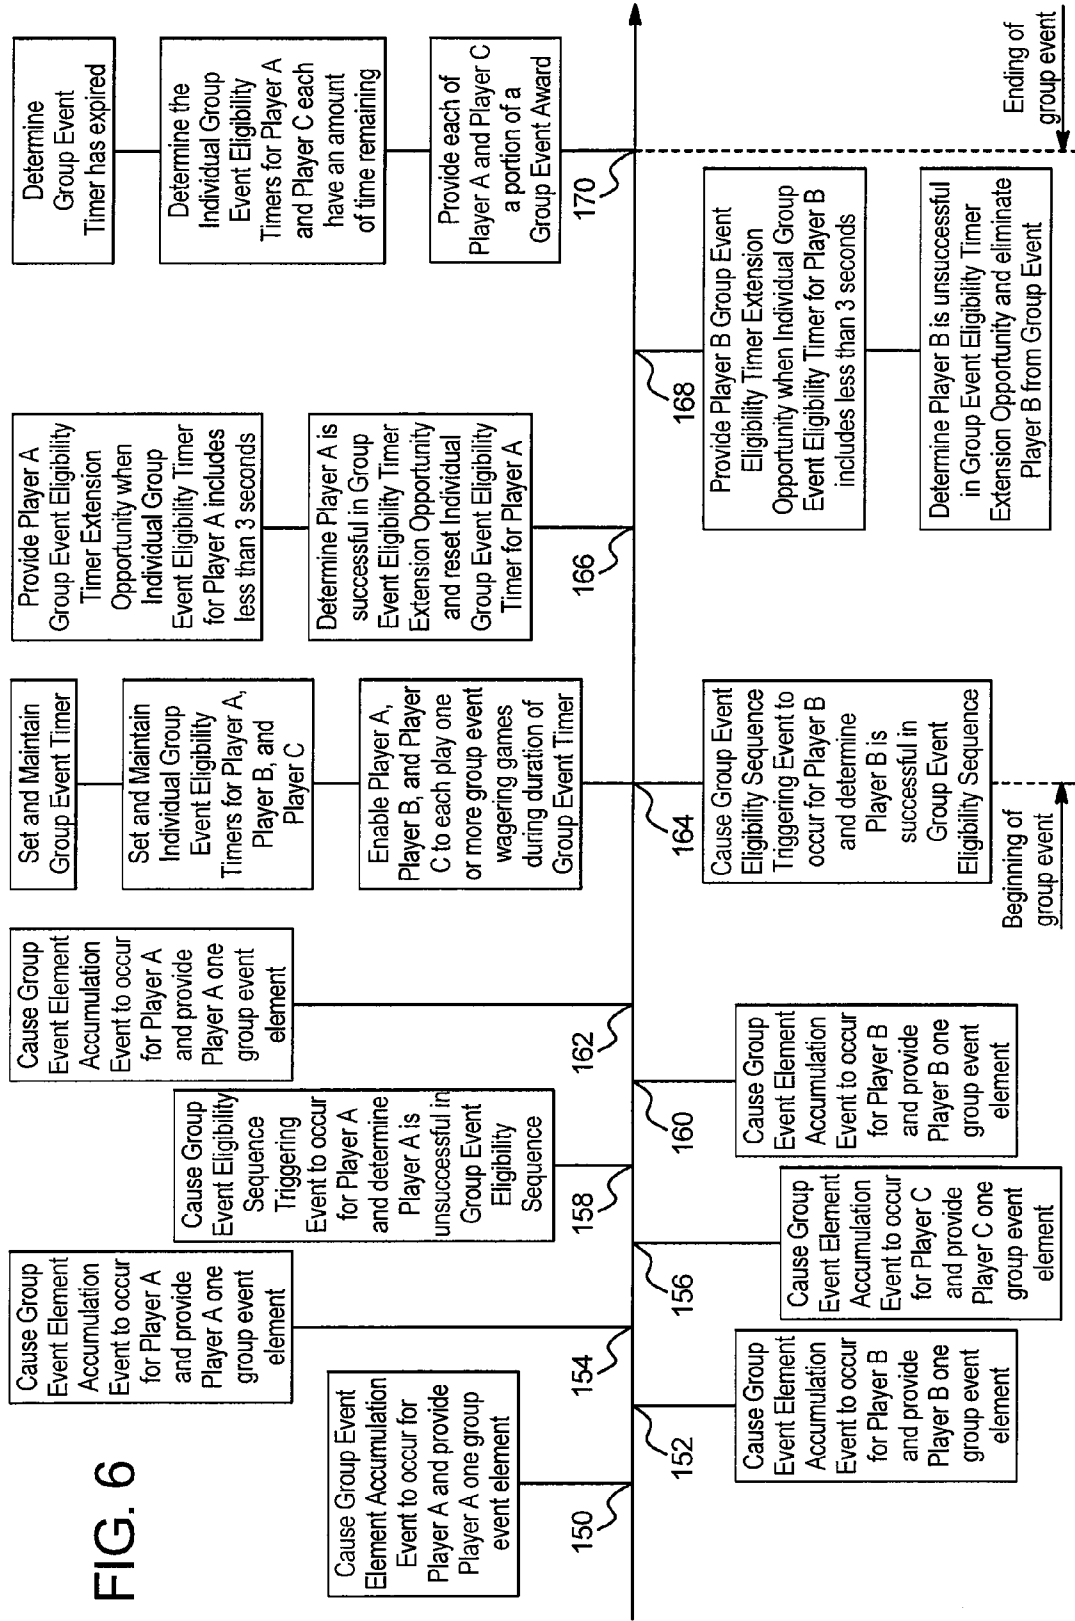 FIG. 6
Cause Group Event
Element Accumulation
Event to occur for
Player A and provide
Player A one group
event element
150
152
Cause Group
Event Element
Accumulation
Event to occur
for Player B
and provide
Player B one
group event
element
Cause Group
Event Element
Accumulation
Event to occur
for Player A
and provide
Player A one
group event
element
154
156
Cause Group
Event Element
Accumulation
Event to occur
for Player C
and provide
Player C one
group event
element
Cause Group
Event Eligibility
Sequence
Triggering
Event to occur
for Player A
and determine
Player A is
unsuccessful in
Group Event
Eligibility
Sequence
158
160
Cause Group
Event Element
Accumulation
Event to occur
for Player B
and provide
Player B one
group event
element
Cause Group
Event Element
Accumulation
Event to occur
for Player A
and provide
Player A one
group event
element
162
Set and Maintain
Group Event Timer
Set and Maintain
Individual Group
Event Eligibility
Timers for Player A,
Player B, and
Player C
Enable Player A,
Player B, and Player
C to each play one
or more group event
wagering games
during duration of
Group Event Timer
164
Cause Group Event
Eligibility Sequence
Triggering Event to
occur for Player B
and determine
Player B is
successful in
Group Event
Eligibility Sequence
Beginning of
group event
Provide Player A
Group Event Eligibility
Timer Extension
Opportunity when
Individual Group
Event Eligibility Timer
for Player A includes
less than 3 seconds
Determine Player A is
successful in Group
Event Eligibility Timer
Extension Opportunity
and reset Individual
Group Event Eligibility
Timer for Player A
166
168
Provide Player B Group Event
Eligibility Timer Extension
Opportunity when Individual Group
Event Eligibility Timer for Player B
includes less than 3 seconds
Determine Player B is unsuccessful
in Group Event Eligibility Timer
Extension Opportunity and eliminate
Player B from Group Event
Determine
Group Event
Timer has expired
Determine the
Individual Group
Event Eligibility
Timers for Player A
and Player C each
have an amount
of time remaining
Provide each of
Player A and Player C
a portion of a
Group Event Award
170
Ending of
group event